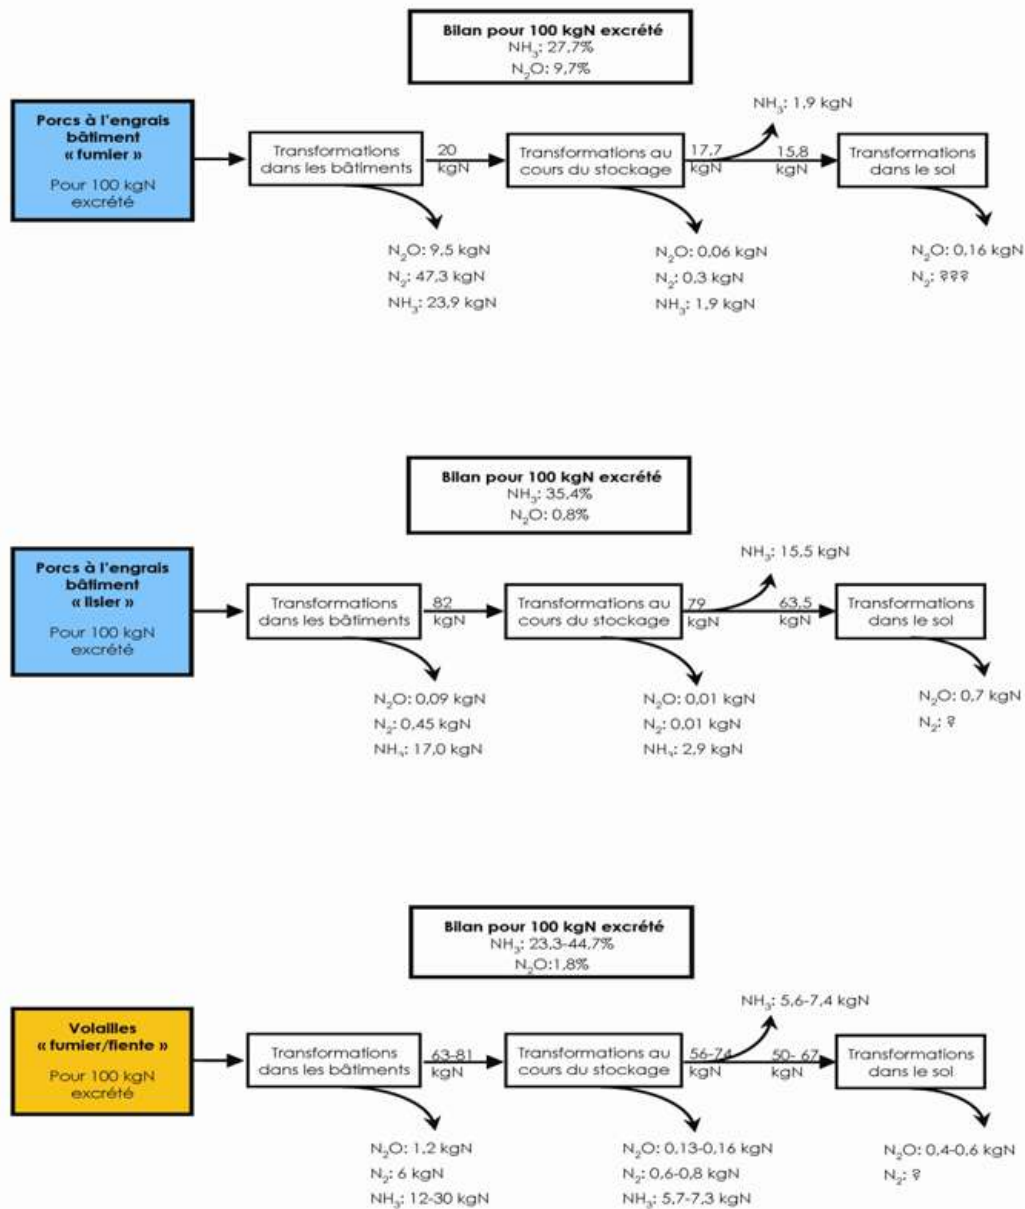 Bilan pour 100 kgN excrété
NH₃: 27,7%
N₂O: 9,7%
Porcs à l'engrais
bâtiment
« fumier »
Pour 100 kgN
excrété
Transformations
dans les bâtiments
20
kgN
Transformations au
cours du stockage
17,7
kgN
NH₃: 1,9 kgN
15,8
kgN
Transformations
dans le sol
N₂O: 9,5 kgN
N₂: 47,3 kgN
NH₃: 23,9 kgN
N₂O: 0,06 kgN
N₂: 0,3 kgN
NH₃: 1,9 kgN
N₂O: 0,16 kgN
N₂: ???
Bilan pour 100 kgN excrété
NH₃: 35,4%
N₂O: 0,8%
Porcs à l'engrais
bâtiment
« lisier »
Pour 100 kgN
excrété
Transformations
dans les bâtiments
82
kgN
Transformations au
cours du stockage
79
kgN
NH₃: 15,5 kgN
63,5
kgN
Transformations
dans le sol
N₂O: 0,09 kgN
N₂: 0,45 kgN
NH₃: 17,0 kgN
N₂O: 0,01 kgN
N₂: 0,01 kgN
NH₃: 2,9 kgN
N₂O: 0,7 kgN
N₂: ?
Bilan pour 100 kgN excrété
NH₃: 23,3-44,7%
N₂O:1,8%
Volailles
« fumier/fiente »
Pour 100 kgN
excrété
Transformations
dans les bâtiments
63-81
kgN
Transformations au
cours du stockage
56-74
kgN
NH₃: 5,6-7,4 kgN
50- 67
kgN
Transformations
dans le sol
N₂O: 1,2 kgN
N₂: 6 kgN
NH₃: 12-30 kgN
N₂O: 0,13-0,16 kgN
N₂: 0,6-0,8 kgN
NH₃: 5,7-7,3 kgN
N₂O: 0,4-0,6 kgN
N₂: ?